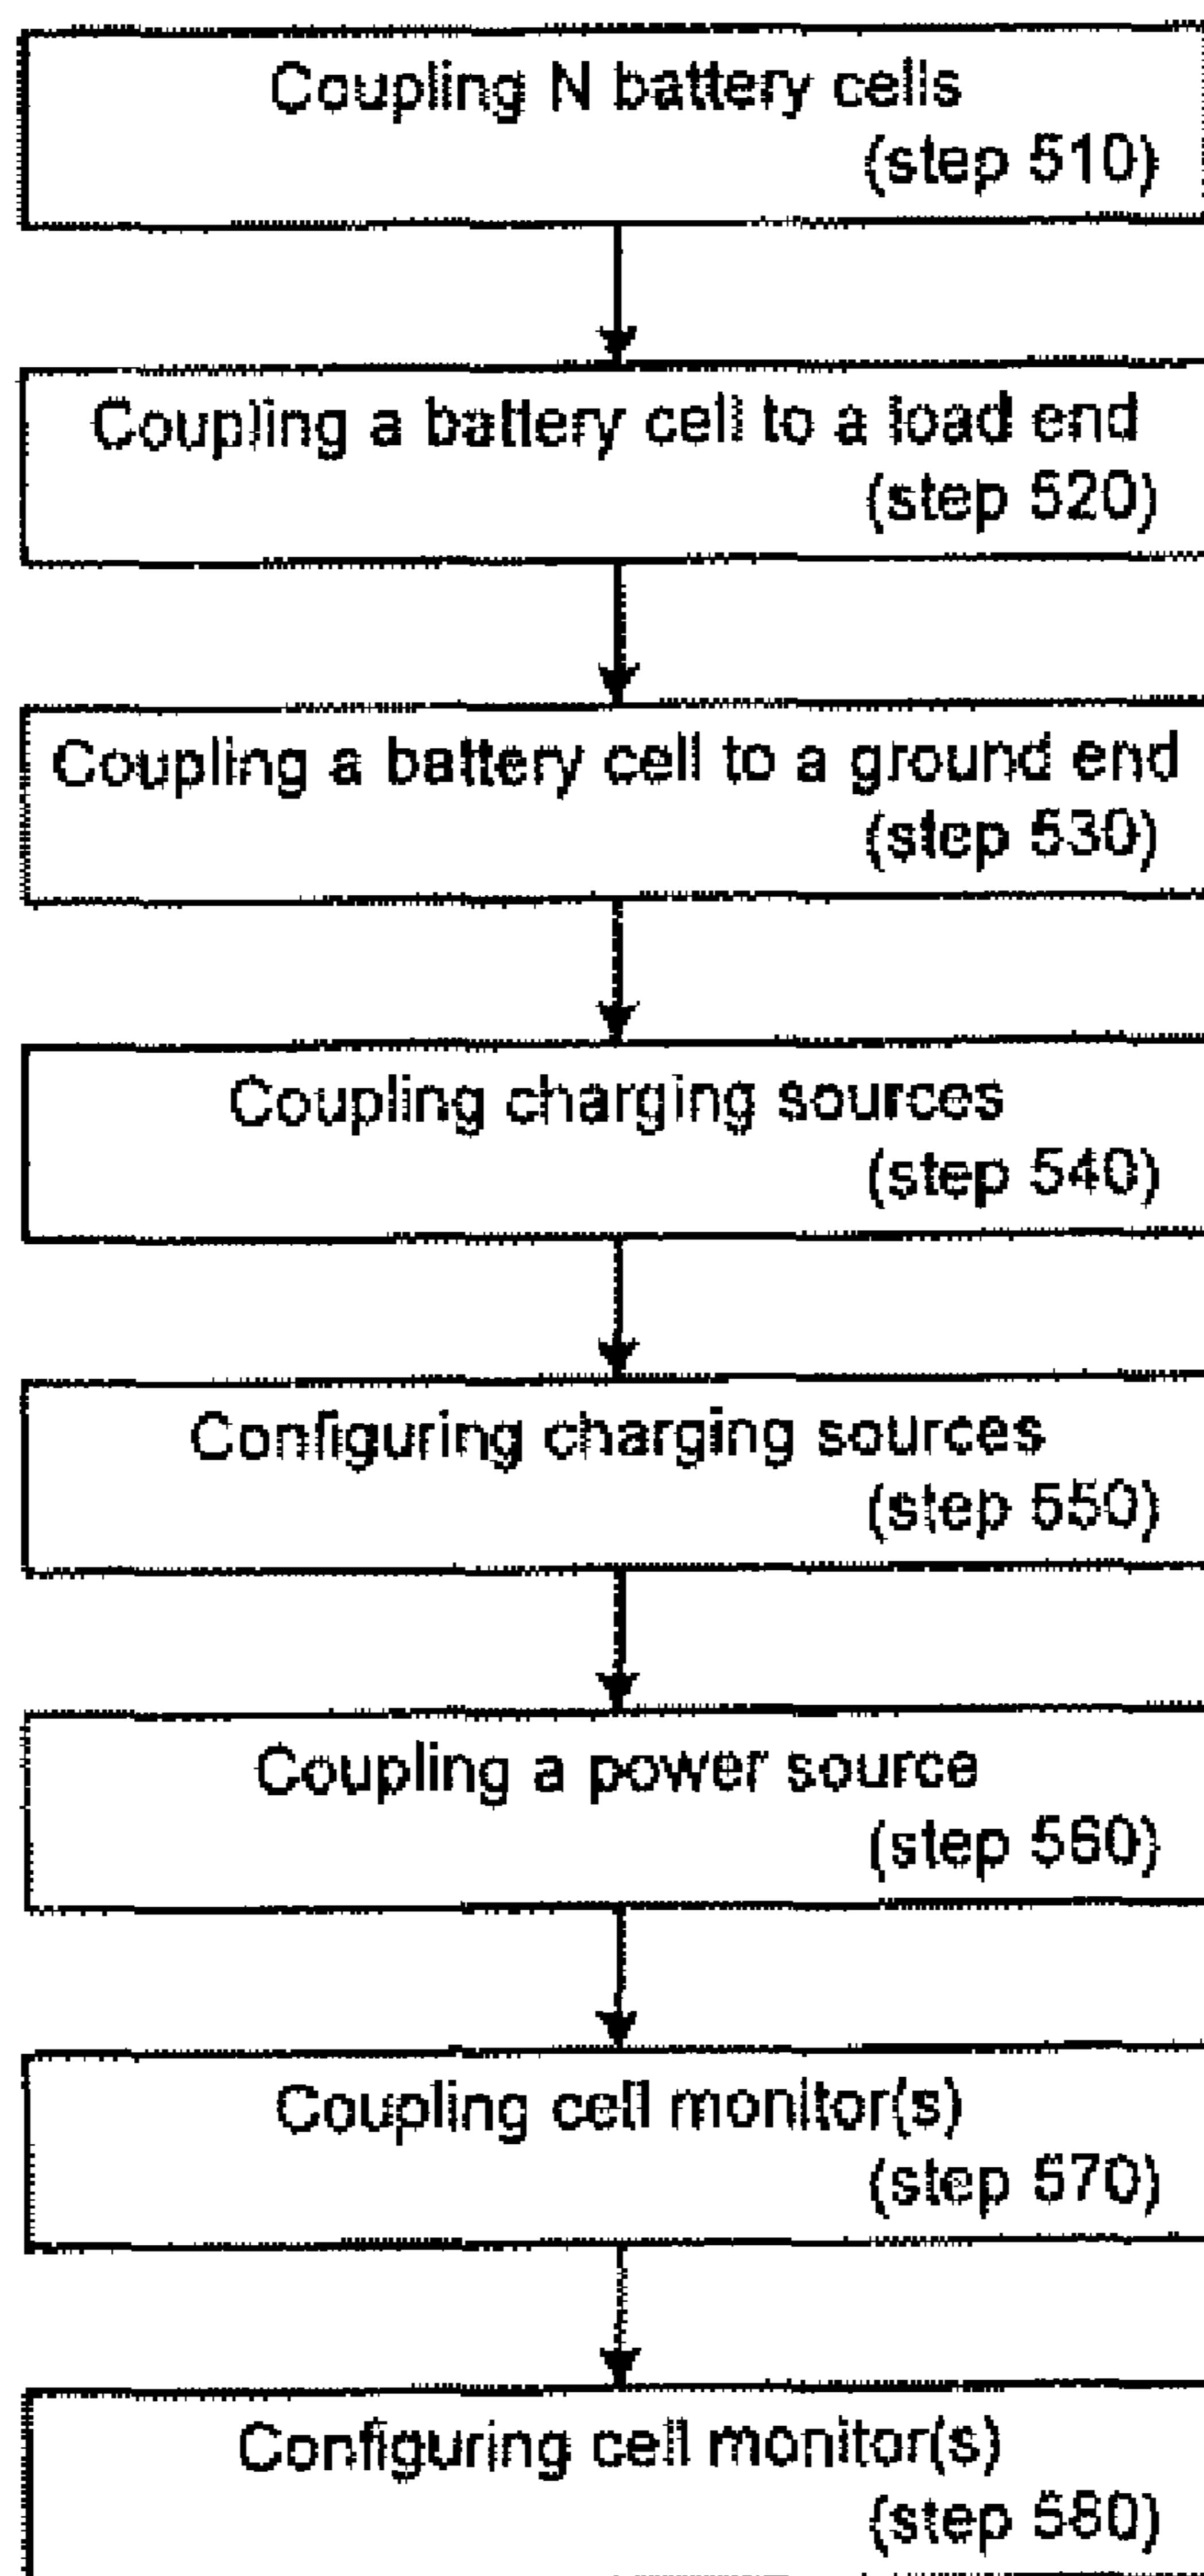 Coupling N battery cells
(step 510)
Coupling a battery cell to a load end
(step 520)
Coupling a battery cell to a ground end
(step 530)
Coupling charging sources
(step 540)
Configuring charging sources
(step 550)
Coupling a power source
(step 560)
Coupling cell monitor(s)
(step 570)
Configuring cell monitor(s)
(step 580)